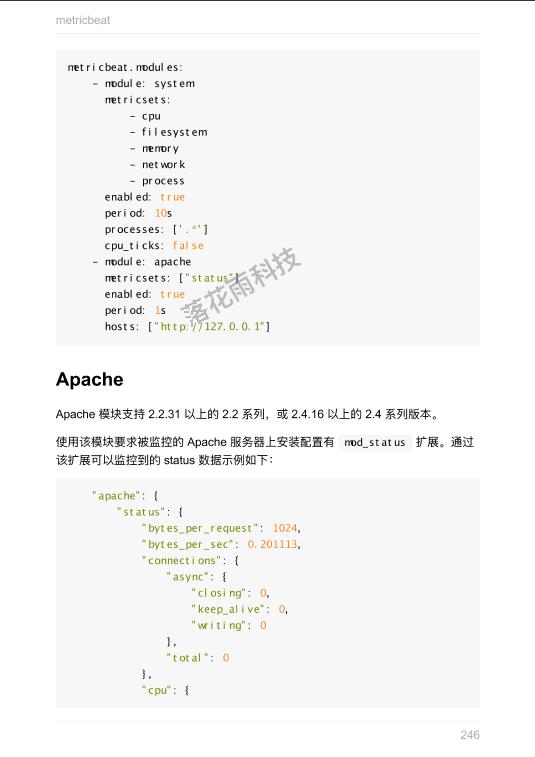 metricbeat
metricbeat.modules:
    - module: system
      metricsets:
          - cpu
          - filesystem
          - memory
          - network
          - process
      enabled: true
      period: 10s
      processes: ['.*']
      cpu_ticks: false
    - module: apache
      metricsets: ["status"]
      enabled: true
      period: 1s
      hosts: ["http://127.0.0.1"]
落花雨科技
Apache
Apache 模块支持 2.2.31 以上的 2.2 系列，或 2.4.16 以上的 2.4 系列版本。
使用该模块要求被监控的 Apache 服务器上安装配置有 mod_status 扩展。通过
该扩展可以监控到的 status 数据示例如下：
    "apache": {
        "status": {
            "bytes_per_request": 1024,
            "bytes_per_sec": 0.201113,
            "connections": {
                "async": {
                    "closing": 0,
                    "keep_alive": 0,
                    "writing": 0
                },
                "total": 0
            },
            "cpu": {
246